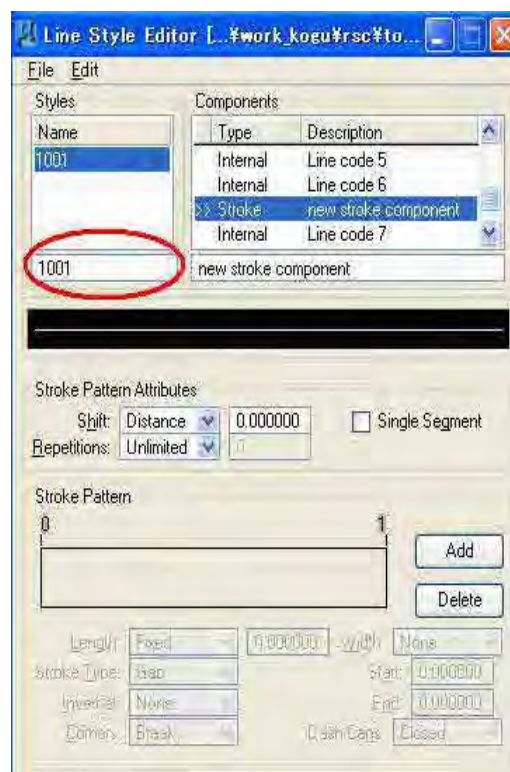 Line Style Editor [...¥work_kogu¥rsc¥to...
File Edit
Styles Components
Name Type Description
1001 Internal Line code 5
Internal Line code 6
>> Stroke new stroke component
Internal Line code 7
1001 new stroke component
Stroke Pattern Attributes
Shift: Distance 0.000000 Single Segment
Repetitions: Unlimited 0
Stroke Pattern
0 1
Add
Delete
Length: Fixed 0.000000 Width: None
Stroke Type: Gap Start: 0.000000
Invertal: None End: 0.000000
Corners: Break Dash Caps: Closed